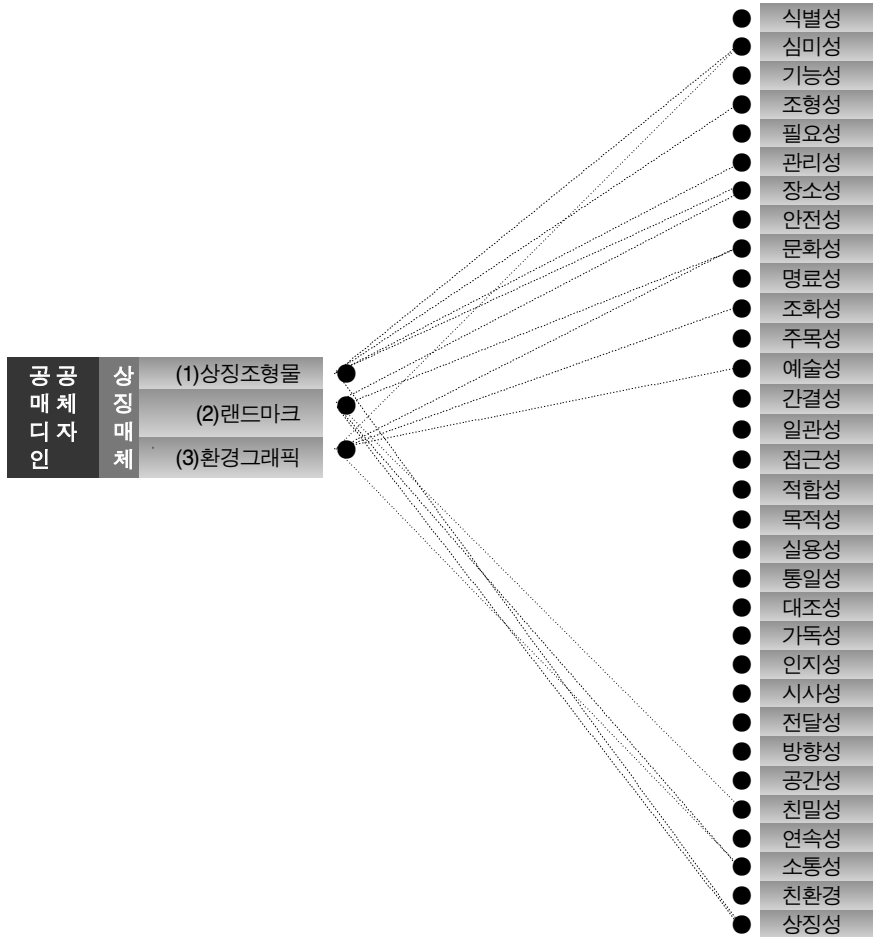 식별성
심미성
기능성
조형성
필요성
관리성
장소성
안전성
문화성
명료성
조화성
주목성
예술성
간결성
일관성
접근성
적합성
목적성
실용성
통일성
대조성
가독성
인지성
시사성
전달성
방향성
공간성
친밀성
연속성
소통성
친환경
상징성
공공
매체
디자
인
상
징
매
체
(1)상징조형물
(2)랜드마크
(3)환경그래픽